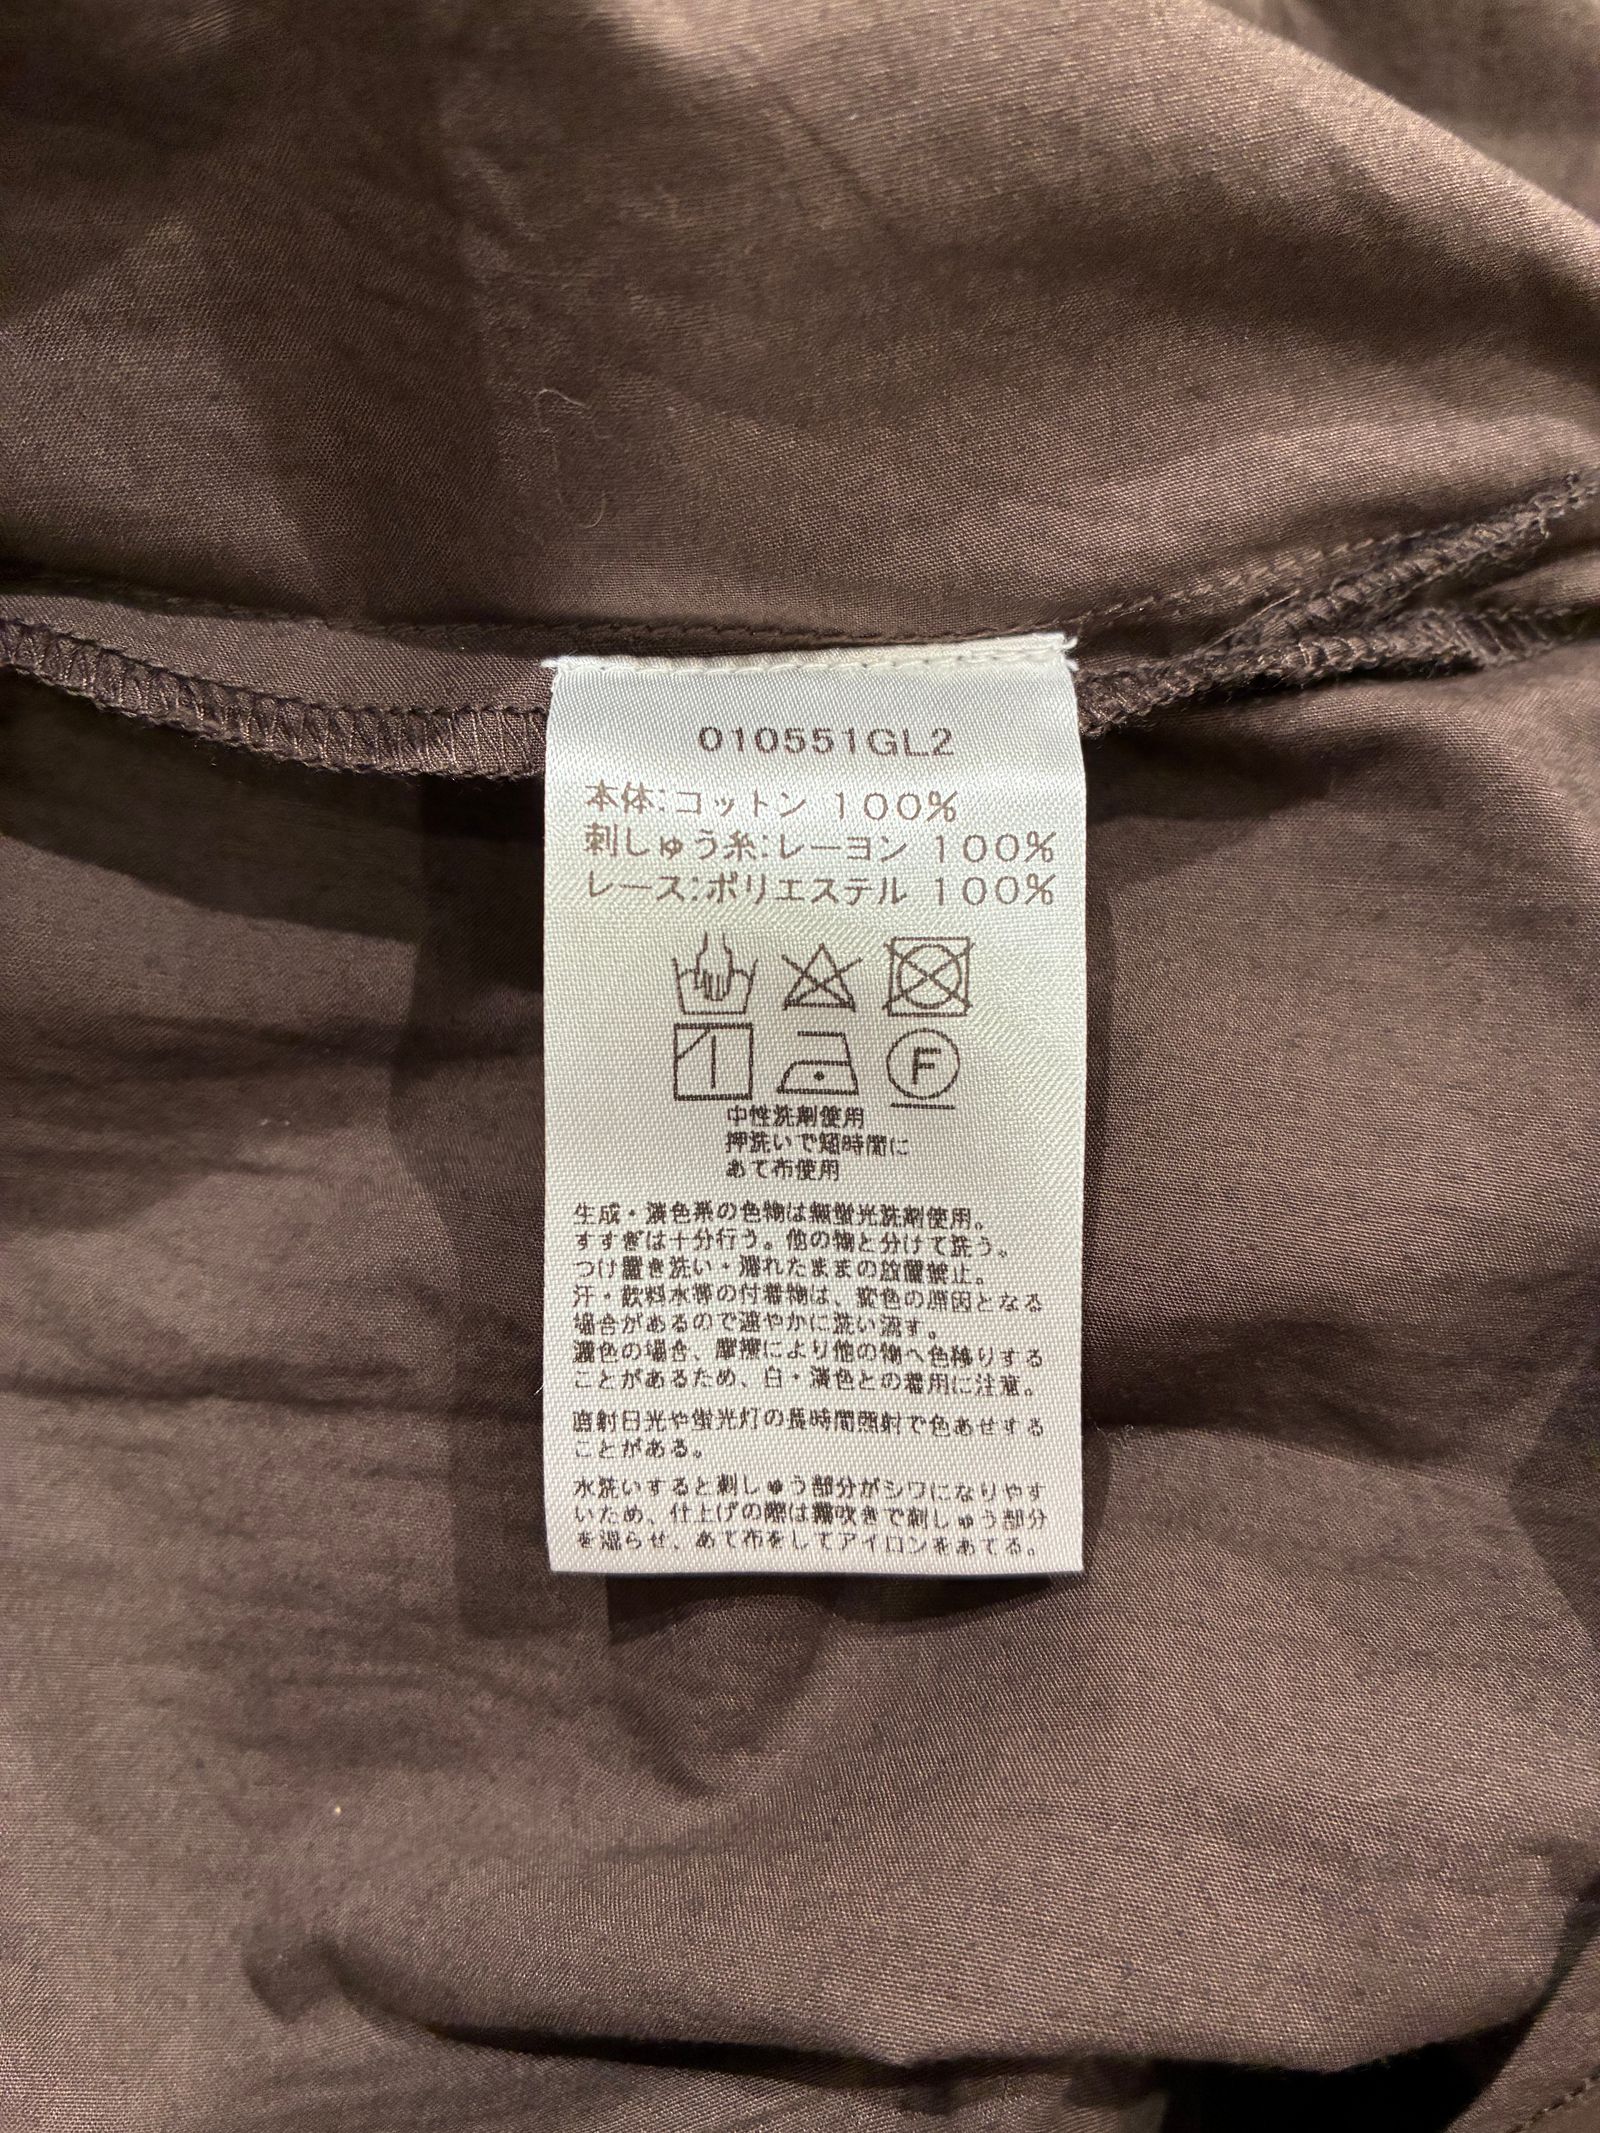 010551GL2
本体:コットン 100%
刺しゅう糸:レーヨン 100%
レース:ポリエステル 100%
F
中性洗剤使用
押洗いで短時間に
あて布使用
生成・淡色系の色物は無蛍光洗剤使用。
すすぎは十分行う。他の物と分けて洗う。
つけ置き洗い・濡れたままの放置禁止。
汗・飲料水等の付着物は、変色の原因となる
場合があるので速やかに洗い流す。
濃色の場合、摩擦により他の物へ色移りする
ことがあるため、白・淡色との着用に注意。
直射日光や蛍光灯の長時間照射で色あせする
ことがある。
水洗いすると刺しゅう部分がシワになりやす
いため、仕上げの際は霧吹きで刺しゅう部分
を湿らせ、あて布をしてアイロンをあてる。